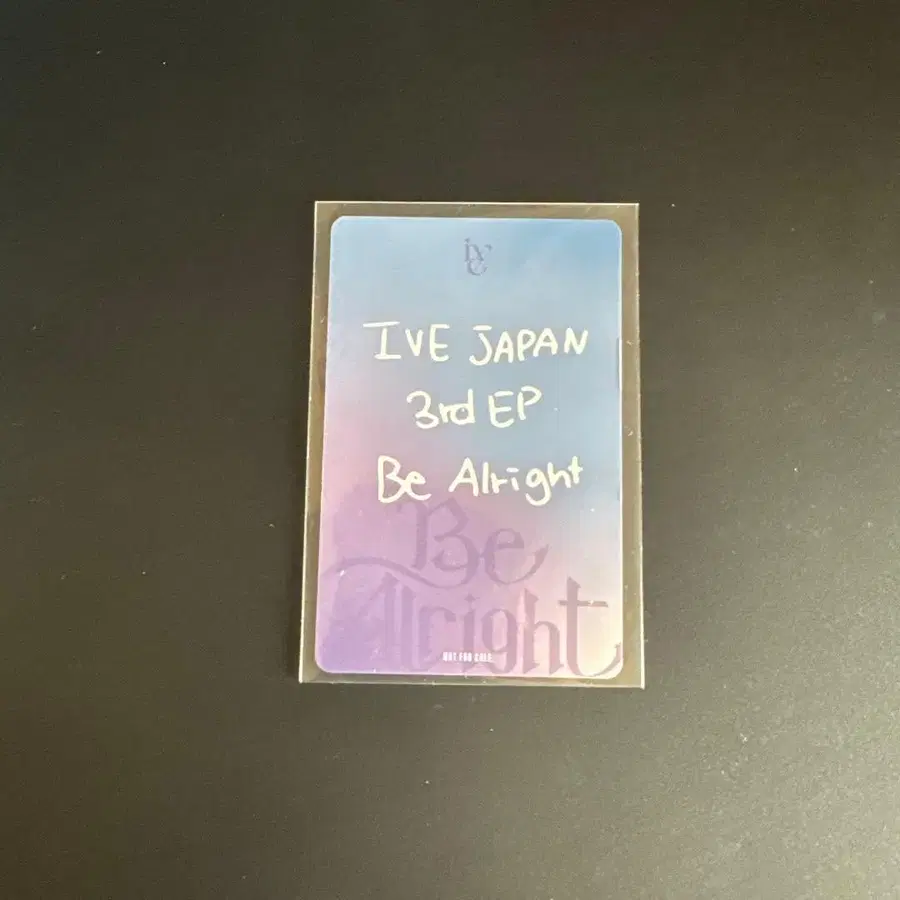 IVE
IVE JAPAN
3rd EP
Be Alright
Be
Alright
NOT FOR SALE